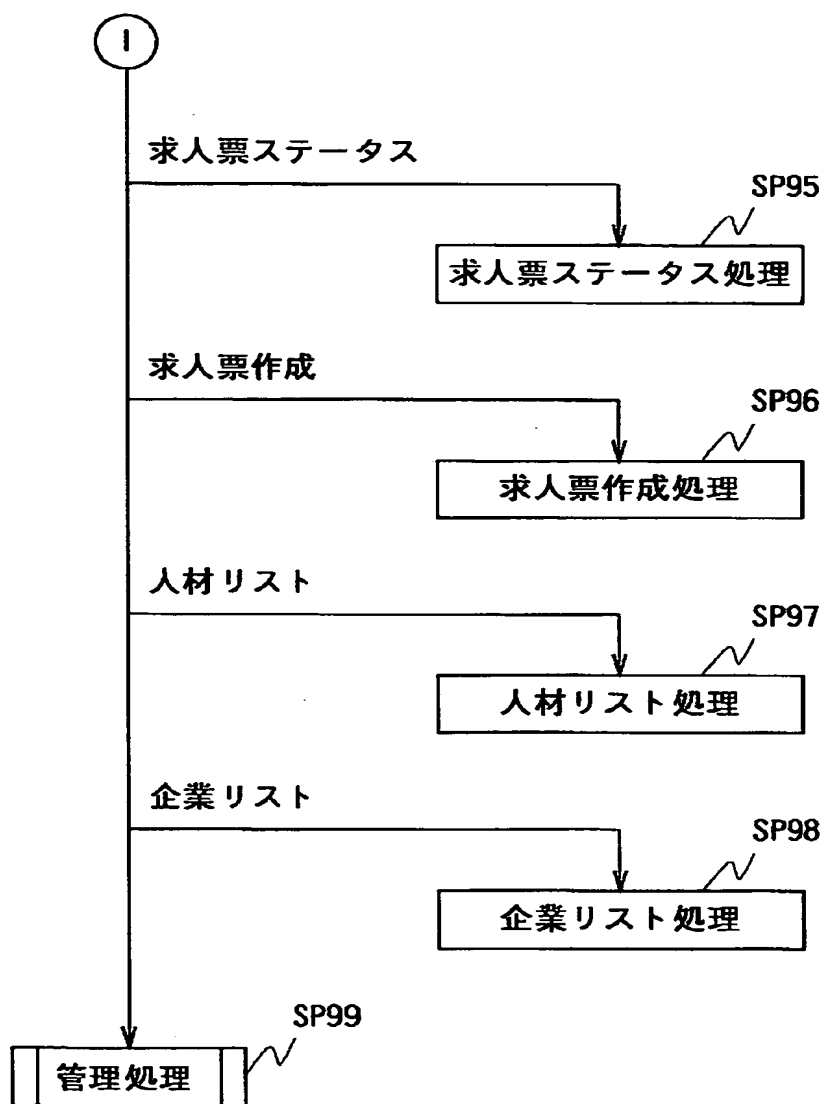 1
求人票ステータス
SP95
求人票ステータス処理
求人票作成
SP96
求人票作成処理
人材リスト
SP97
人材リスト処理
企業リスト
SP98
企業リスト処理
SP99
管理処理